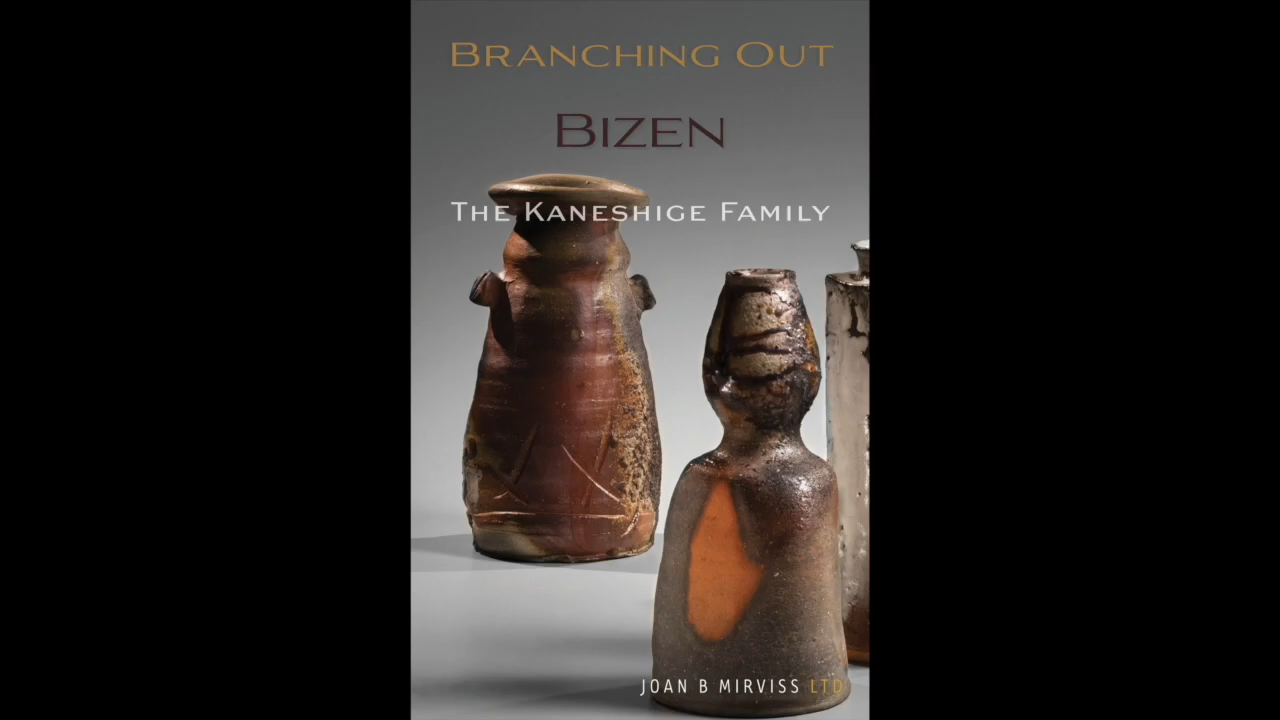 Branching Out
Bizen
The Kaneshige Family
JOAN B MIRVISS LTD